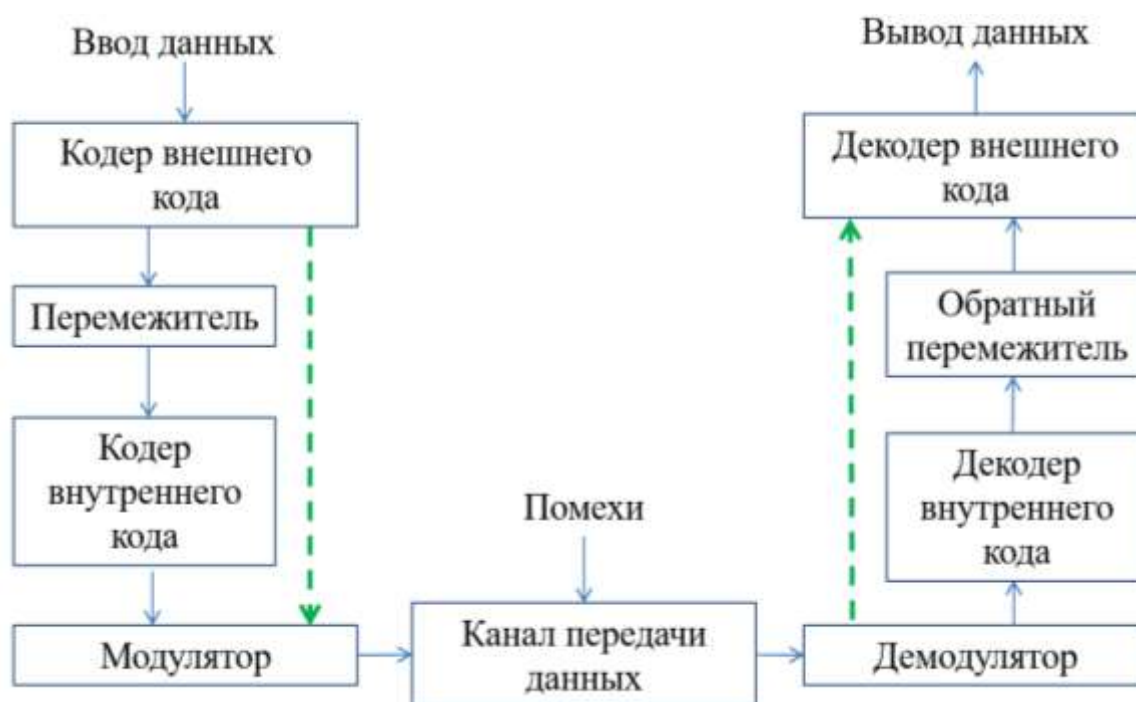 Ввод данных
Кодер внешнего
кода
Перемежитель
Кодер
внутреннего
кода
Модулятор
Помехи
Канал передачи
данных
Вывод данных
Декодер внешнего
кода
Обратный
перемежитель
Декодер
внутреннего
кода
Демодулятор